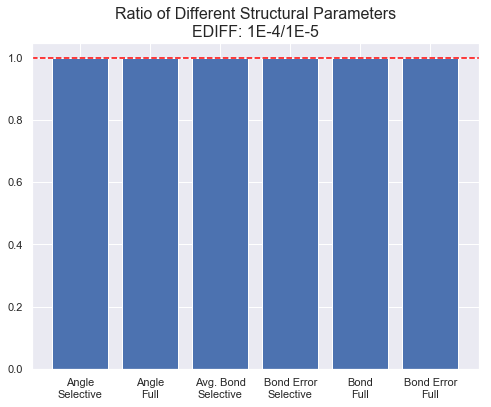 Ratio of Different Structural Parameters
EDIFF: 1E-4/1E-5
1.0
0.8
0.6
0.4
0.2
0.0
Angle
Selective
Angle
Full
Avg. Bond
Selective
Bond Error
Selective
Bond
Full
Bond Error
Full